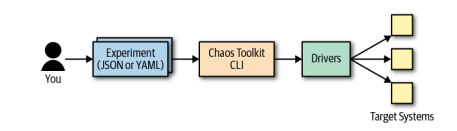 You
Experiment
(JSON or YAML)
Chaos Toolkit
CLI
Drivers
Target Systems